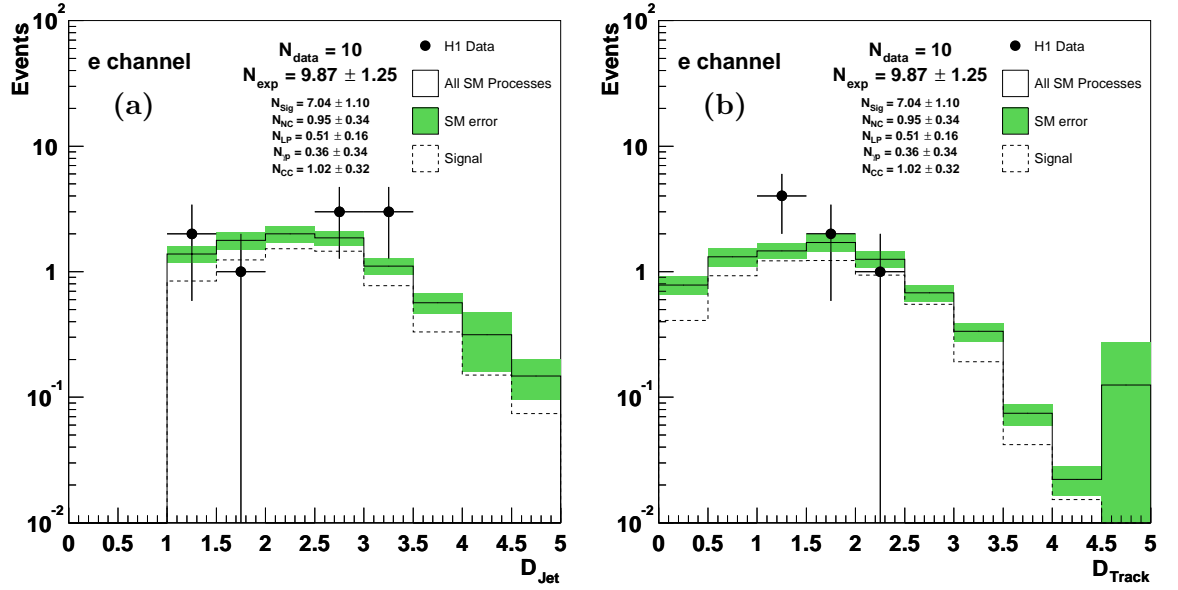 Events
10²
10
1
10⁻¹
10⁻²
e channel
(a)
N_data = 10
N_exp = 9.87 ± 1.25
N_Sig = 7.04 ± 1.10
N_NC = 0.95 ± 0.34
N_LP = 0.51 ± 0.16
N_γp = 0.36 ± 0.34
N_CC = 1.02 ± 0.32
H1 Data
All SM Processes
SM error
Signal
0 0.5 1 1.5 2 2.5 3 3.5 4 4.5 5
D_Jet
Events
10²
10
1
10⁻¹
10⁻²
e channel
(b)
N_data = 10
N_exp = 9.87 ± 1.25
N_Sig = 7.04 ± 1.10
N_NC = 0.95 ± 0.34
N_LP = 0.51 ± 0.16
N_γp = 0.36 ± 0.34
N_CC = 1.02 ± 0.32
H1 Data
All SM Processes
SM error
Signal
0 0.5 1 1.5 2 2.5 3 3.5 4 4.5 5
D_Track